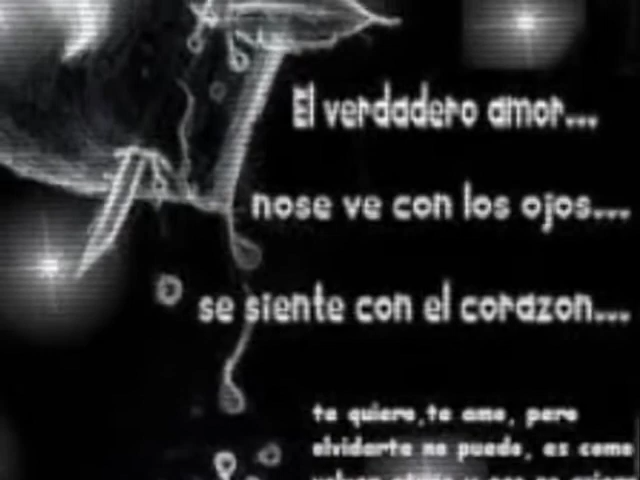 El verdadero amor...
nose ve con los ojos...
se siente con el corazon...
te quiero,te amo, pero
olvidarte no puedo, es como